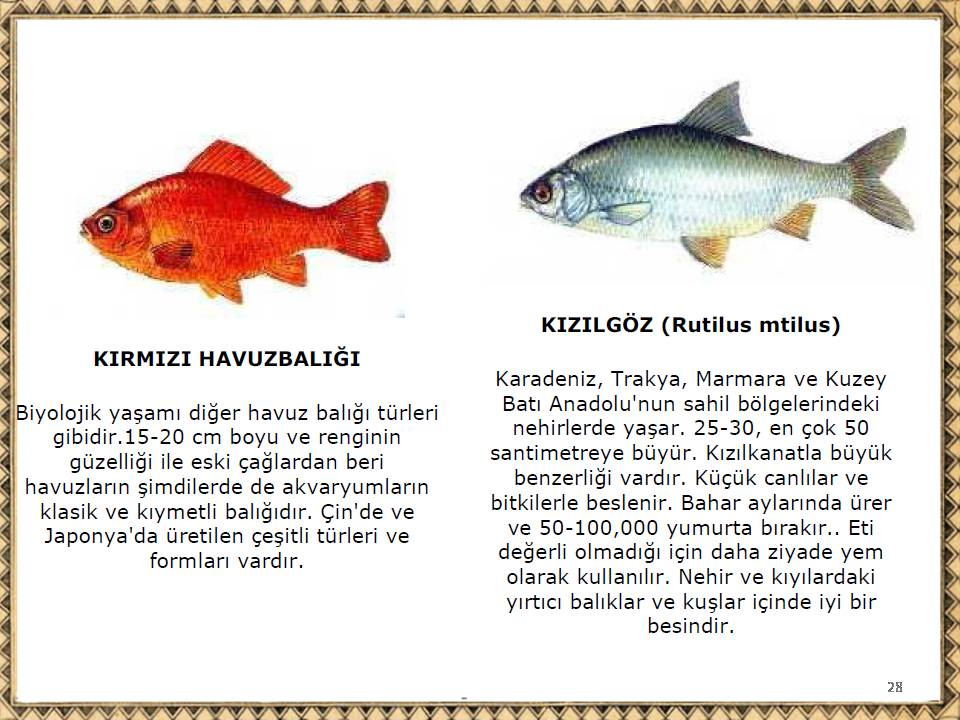 KIRMIZI HAVUZBALIĞI
Biyolojik yaşamı diğer havuz balığı türleri
gibidir.15-20 cm boyu ve renginin
güzelliği ile eski çağlardan beri
havuzların şimdilerde de akvaryumların
klasik ve kıymetli balığıdır. Çin'de ve
Japonya'da üretilen çeşitli türleri ve
formları vardır.
KIZILGÖZ (Rutilus mtilus)
Karadeniz, Trakya, Marmara ve Kuzey
Batı Anadolu'nun sahil bölgelerindeki
nehirlerde yaşar. 25-30, en çok 50
santimetreye büyür. Kızılkanatla büyük
benzerliği vardır. Küçük canlılar ve
bitkilerle beslenir. Bahar aylarında ürer
ve 50-100,000 yumurta bırakır.. Eti
değerli olmadığı için daha ziyade yem
olarak kullanılır. Nehir ve kıyılardaki
yırtıcı balıklar ve kuşlar içinde iyi bir
besindir.
-